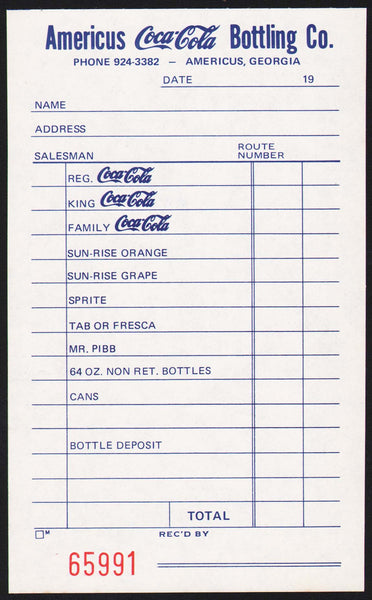 Americus Coca-Cola Bottling Co.
PHONE 924-3382 — AMERICUS, GEORGIA
DATE 19
NAME
ADDRESS
SALESMAN ROUTE NUMBER
REG. Coca-Cola
KING Coca-Cola
FAMILY Coca-Cola
SUN-RISE ORANGE
SUN-RISE GRAPE
SPRITE
TAB OR FRESCA
MR. PIBB
64 OZ. NON RET. BOTTLES
CANS
BOTTLE DEPOSIT
TOTAL
M REC'D BY
65991